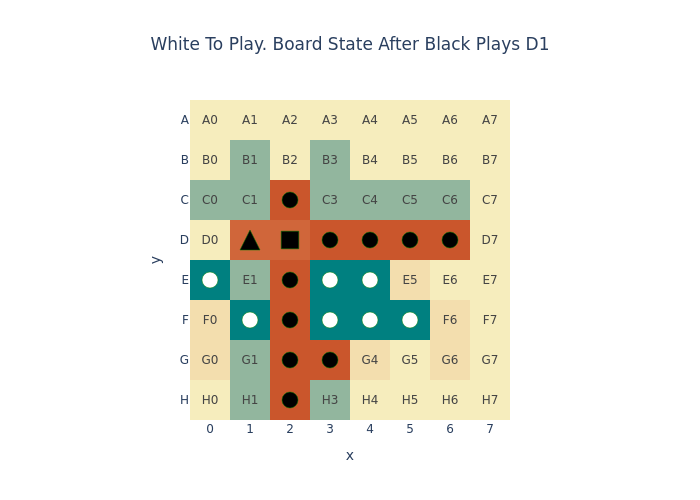 White To Play. Board State After Black Plays D1
A A0 A1 A2 A3 A4 A5 A6 A7
B B0 B1 B2 B3 B4 B5 B6 B7
C C0 C1 C3 C4 C5 C6 C7
D D0 D7
y
E E1 E5 E6 E7
F F0 F6 F7
G G0 G1 G4 G5 G6 G7
H H0 H1 H3 H4 H5 H6 H7
0 1 2 3 4 5 6 7
x